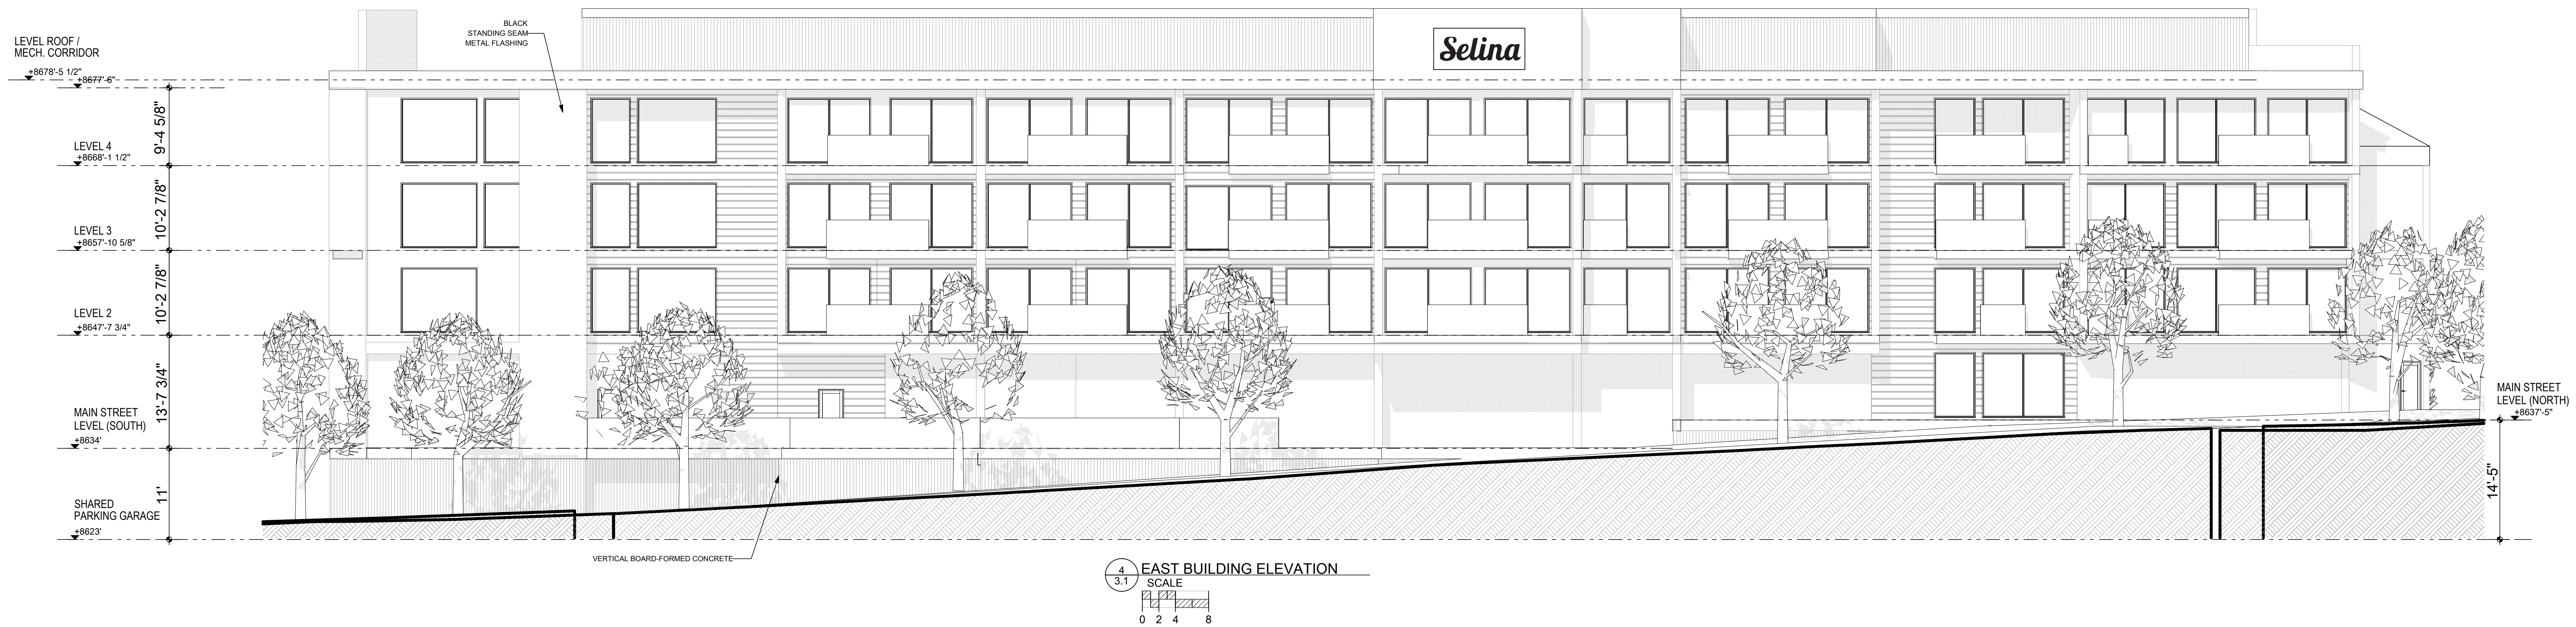 BLACK
STANDING SEAM
METAL FLASHING
Selina
LEVEL ROOF /
MECH. CORRIDOR
+8678'-5 1/2"
+8677'-6"
9'-4 5/8"
LEVEL 4
+8668'-1 1/2"
10'-2 7/8"
LEVEL 3
+8657'-10 5/8"
10'-2 7/8"
LEVEL 2
+8647'-7 3/4"
13'-7 3/4"
MAIN STREET
LEVEL (SOUTH)
+8634'
11'
SHARED
PARKING GARAGE
+8623'
MAIN STREET
LEVEL (NORTH)
+8637'-5"
14'-5"
VERTICAL BOARD-FORMED CONCRETE
4
3.1
EAST BUILDING ELEVATION
SCALE
0 2 4 8